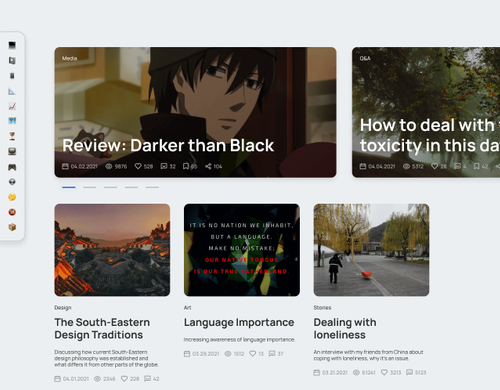 Media
Review: Darker than Black
04.02.2021 9876 528 32 65 104
Q&A
How to deal with
toxicity in this da
04.04.2021 5312 28 4 42
IT IS NO NATION WE INHABIT,
BUT A LANGUAGE.
MAKE NO MISTAKE;
OUR NATIVE TONGUE
IS OUR TRUE FATHERLAND.
Design
The South-Eastern
Design Traditions
Discussing how current South-Eastern
design philosophy was established and
what differs it from other parts of the globe.
04.01.2021 2346 228 42
Art
Language Importance
Increasing awareness of language importance.
03.29.2021 1612 13 37
Stories
Dealing with
loneliness
An interview with my friends from China about
coping with loneliness, why it's an issue.
03.21.2021 61241 3213 5123